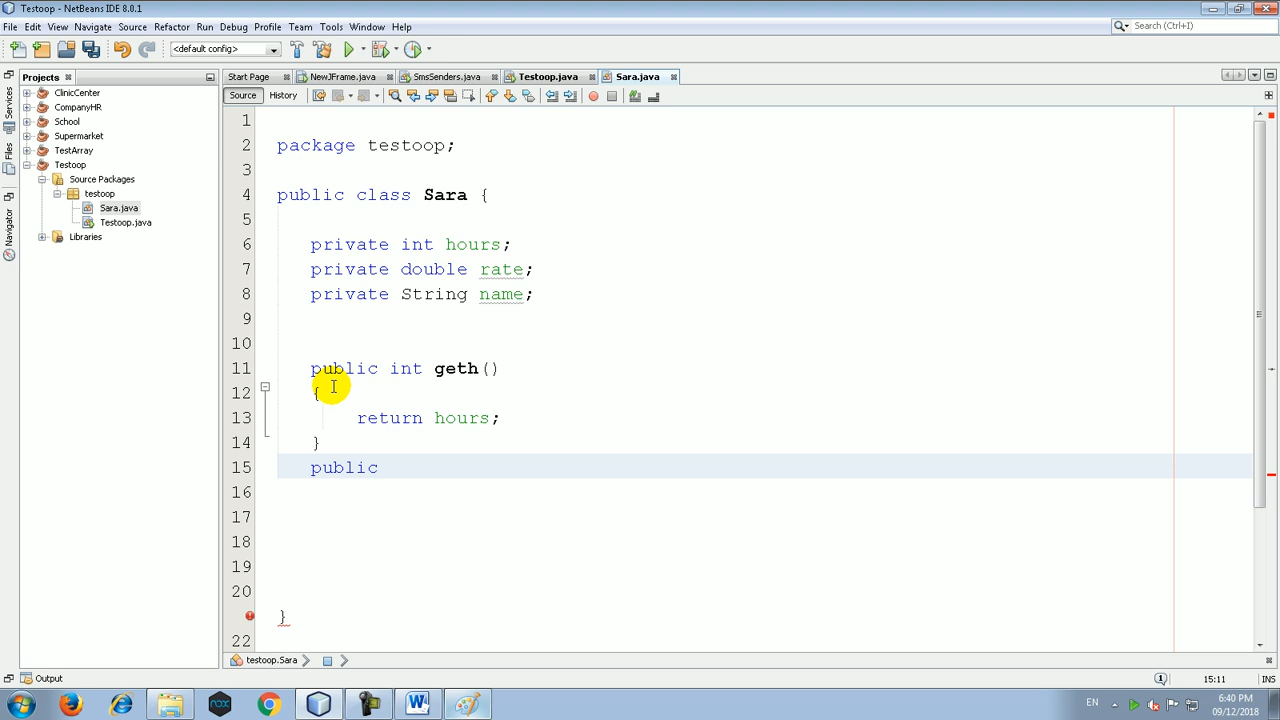 Testoop - NetBeans IDE 8.0.1
File Edit View Navigate Source Refactor Run Debug Profile Team Tools Window Help
Search (Ctrl+I)
<default config>
Projects
Start Page NewJFrame.java SmsSenders.java Testoop.java Sara.java
Source History
Services
Files
Navigator
ClinicCenter
CompanyHR
School
Supermarket
TestArray
Testoop
Source Packages
testoop
Sara.java
Testoop.java
Libraries
1
2 package testoop;
3
4 public class Sara {
5
6 private int hours;
7 private double rate;
8 private String name;
9
10
11 public int geth()
12 {
13 return hours;
14 }
15 public
16
17
18
19
20
}
22
testoop.Sara
Output
1 15:11 INS
nox
W
EN
6:40 PM
09/12/2018